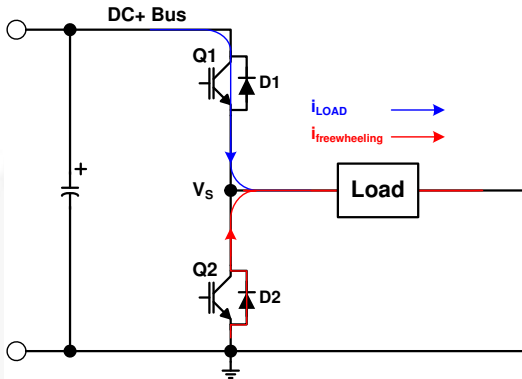 DC+ Bus
Q1
D1
iLOAD
ifreewheeling
+
VS
Load
Q2
D2